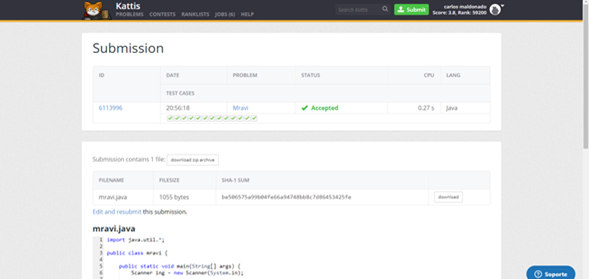 Kattis
PROBLEMS CONTESTS RANKLISTS JOBS (6) HELP
Search Kattis
Submit
carlos maldonado
Score: 3.8, Rank: 59200
Submission
ID DATE PROBLEM STATUS CPU LANG
TEST CASES
6113996 20:56:18 Mravi Accepted 0.27 s Java
Submission contains 1 file: download zip archive
FILENAME FILESIZE SHA-1 SUM
mravi.java 1055 bytes be506575a99b04fe66a94740bb8c7d86453425fe download
Edit and resubmit this submission.
mravi.java
1 import java.util.*;
2
3 public class mravi {
4
5 public static void main(String[] args) {
6 Scanner ing = new Scanner(System.in);
Soporte